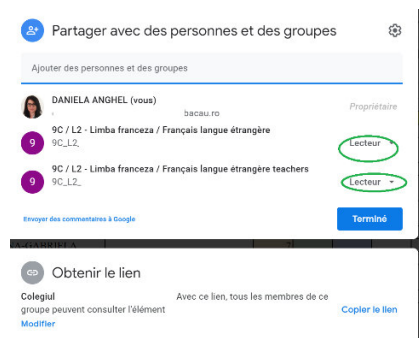 Partager avec des personnes et des groupes
Ajouter des personnes et des groupes
DANIELA ANGHEL (vous)
bacau.ro
Propriétaire
9C / L2 - Limba franceza / Français langue étrangère
9
9C_L2_
Lecteur
9C / L2 - Limba franceza / Français langue étrangère teachers
9
9C_L2_
Lecteur
Envoyer des commentaires à Google
Terminé
A-GABRIELA
Obtenir le lien
Colegiul Avec ce lien, tous les membres de ce
groupe peuvent consulter l'élément
Copier le lien
Modifier